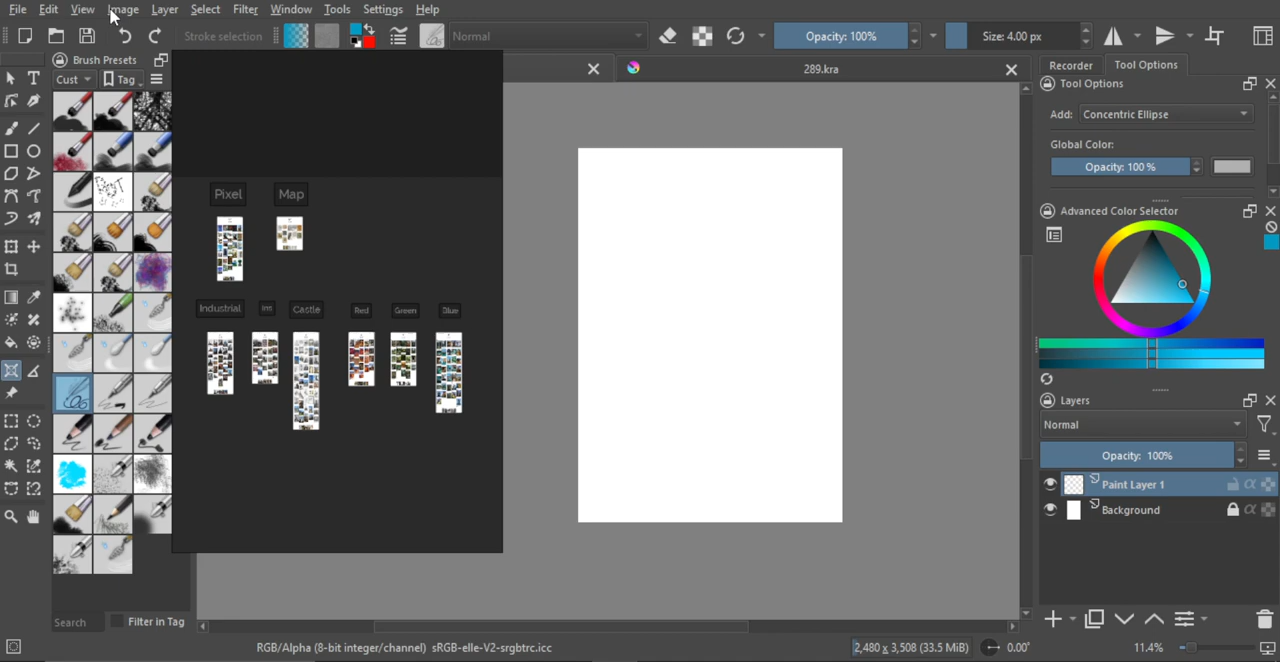 File Edit View Image Layer Select Filter Window Tools Settings Help
Stroke selection Normal Opacity: 100% Size: 4.00 px
Brush Presets
Cust Tag
289.kra
Recorder Tool Options
Tool Options
Add: Concentric Ellipse
Global Color:
Opacity: 100%
Pixel Map
Industrial Ins Castle Red Green Blue
Advanced Color Selector
Layers
Normal
Opacity: 100%
Paint Layer 1
Background
Search Filter in Tag
RGB/Alpha (8-bit integer/channel) sRGB-elle-V2-srgbtrc.icc 2,480 x 3,508 (33.5 MiB) 0.00° 11.4%